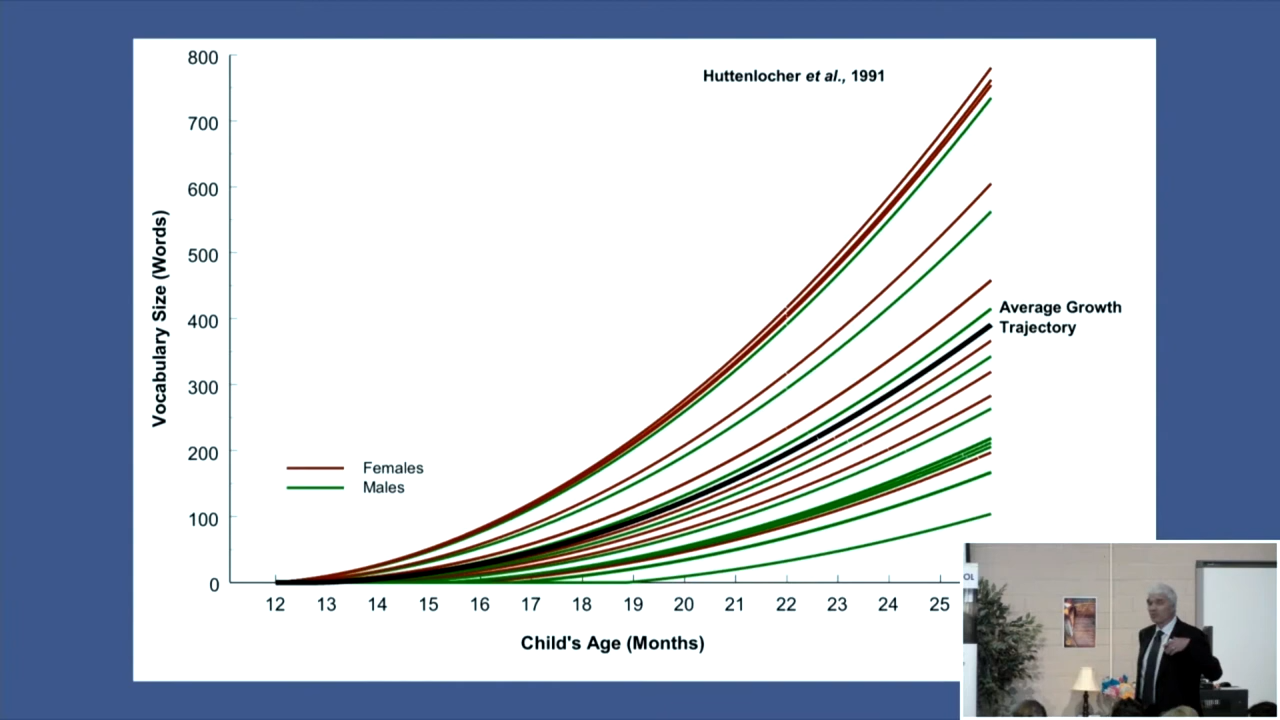 Huttenlocher et al., 1991
800
700
600
500
400
300
200
100
0
Vocabulary Size (Words)
Average Growth
Trajectory
Females
Males
12 13 14 15 16 17 18 19 20 21 22 23 24 25
Child's Age (Months)
OL